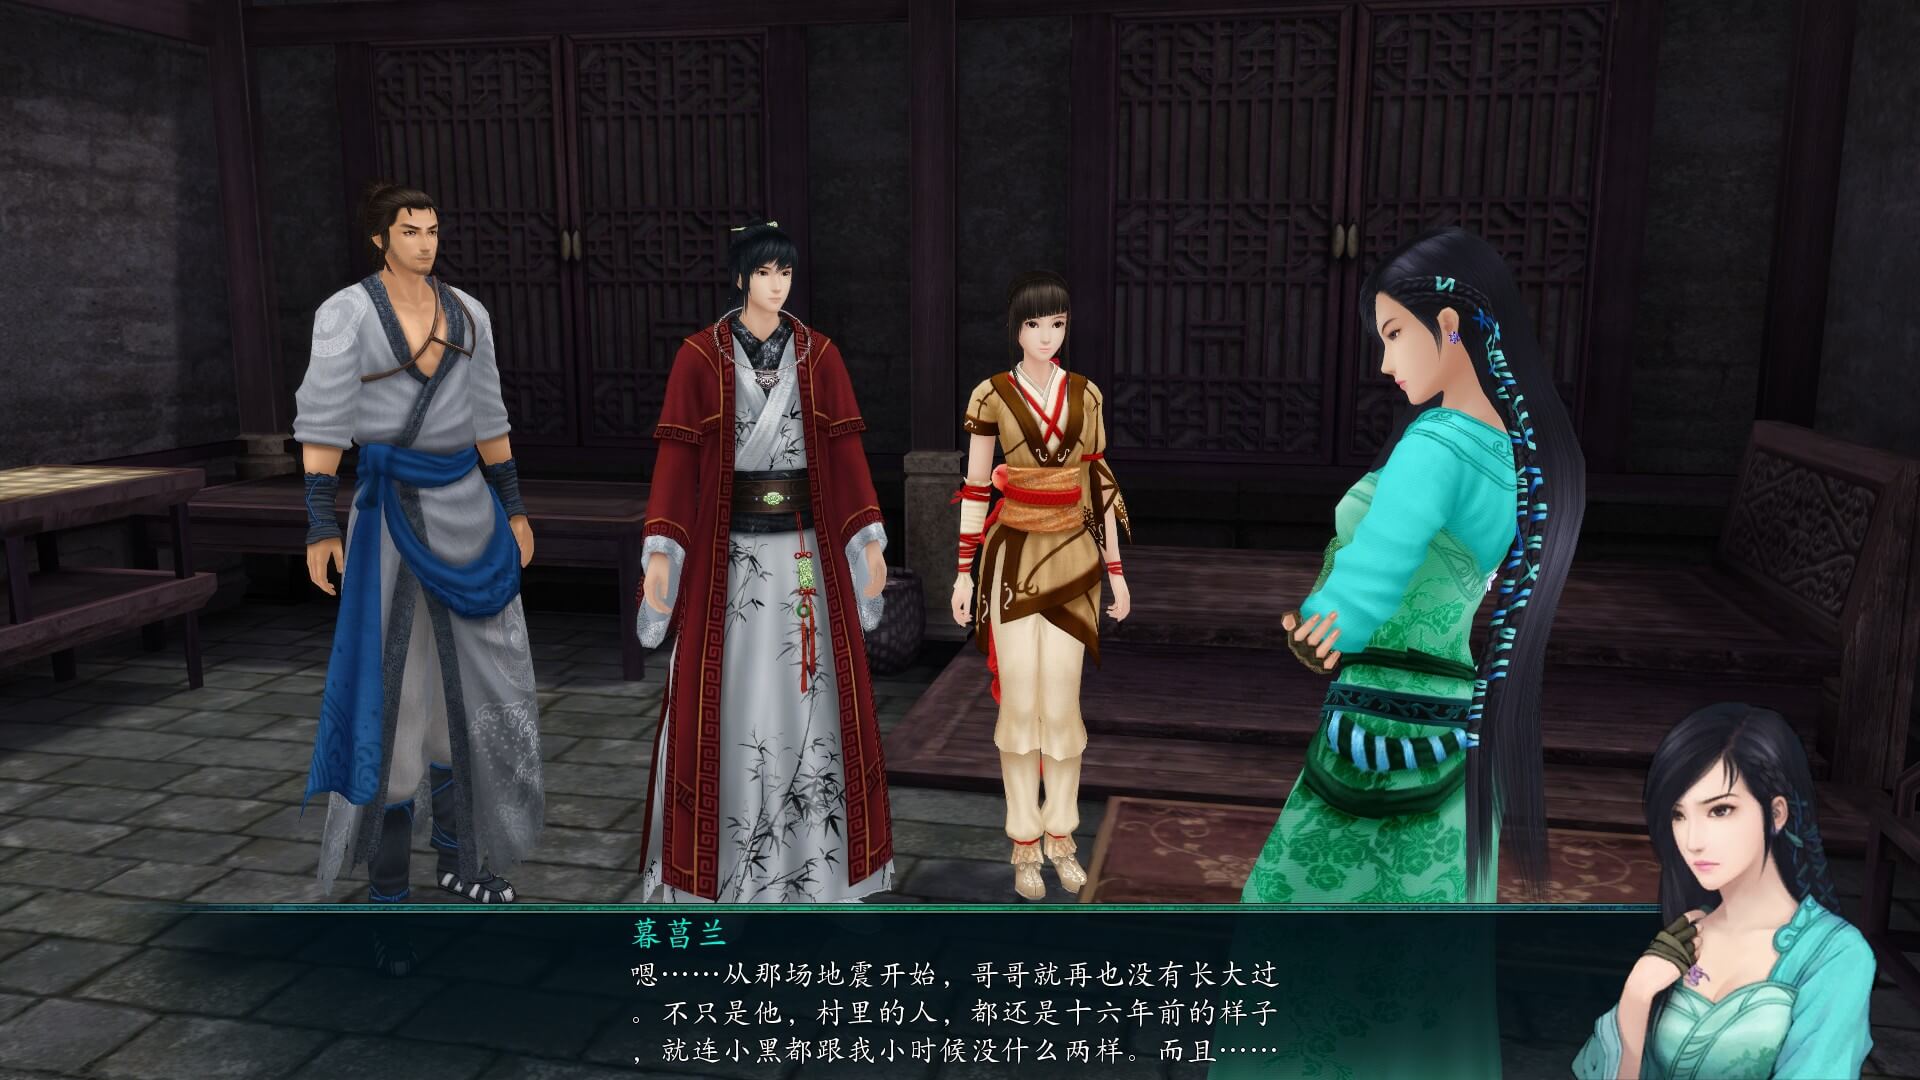 暮菖兰
嗯……从那场地震开始，哥哥就再也没有长大过
。不只是他，村里的人，都还是十六年前的样子
，就连小黑都跟我小时候没什么两样。而且……